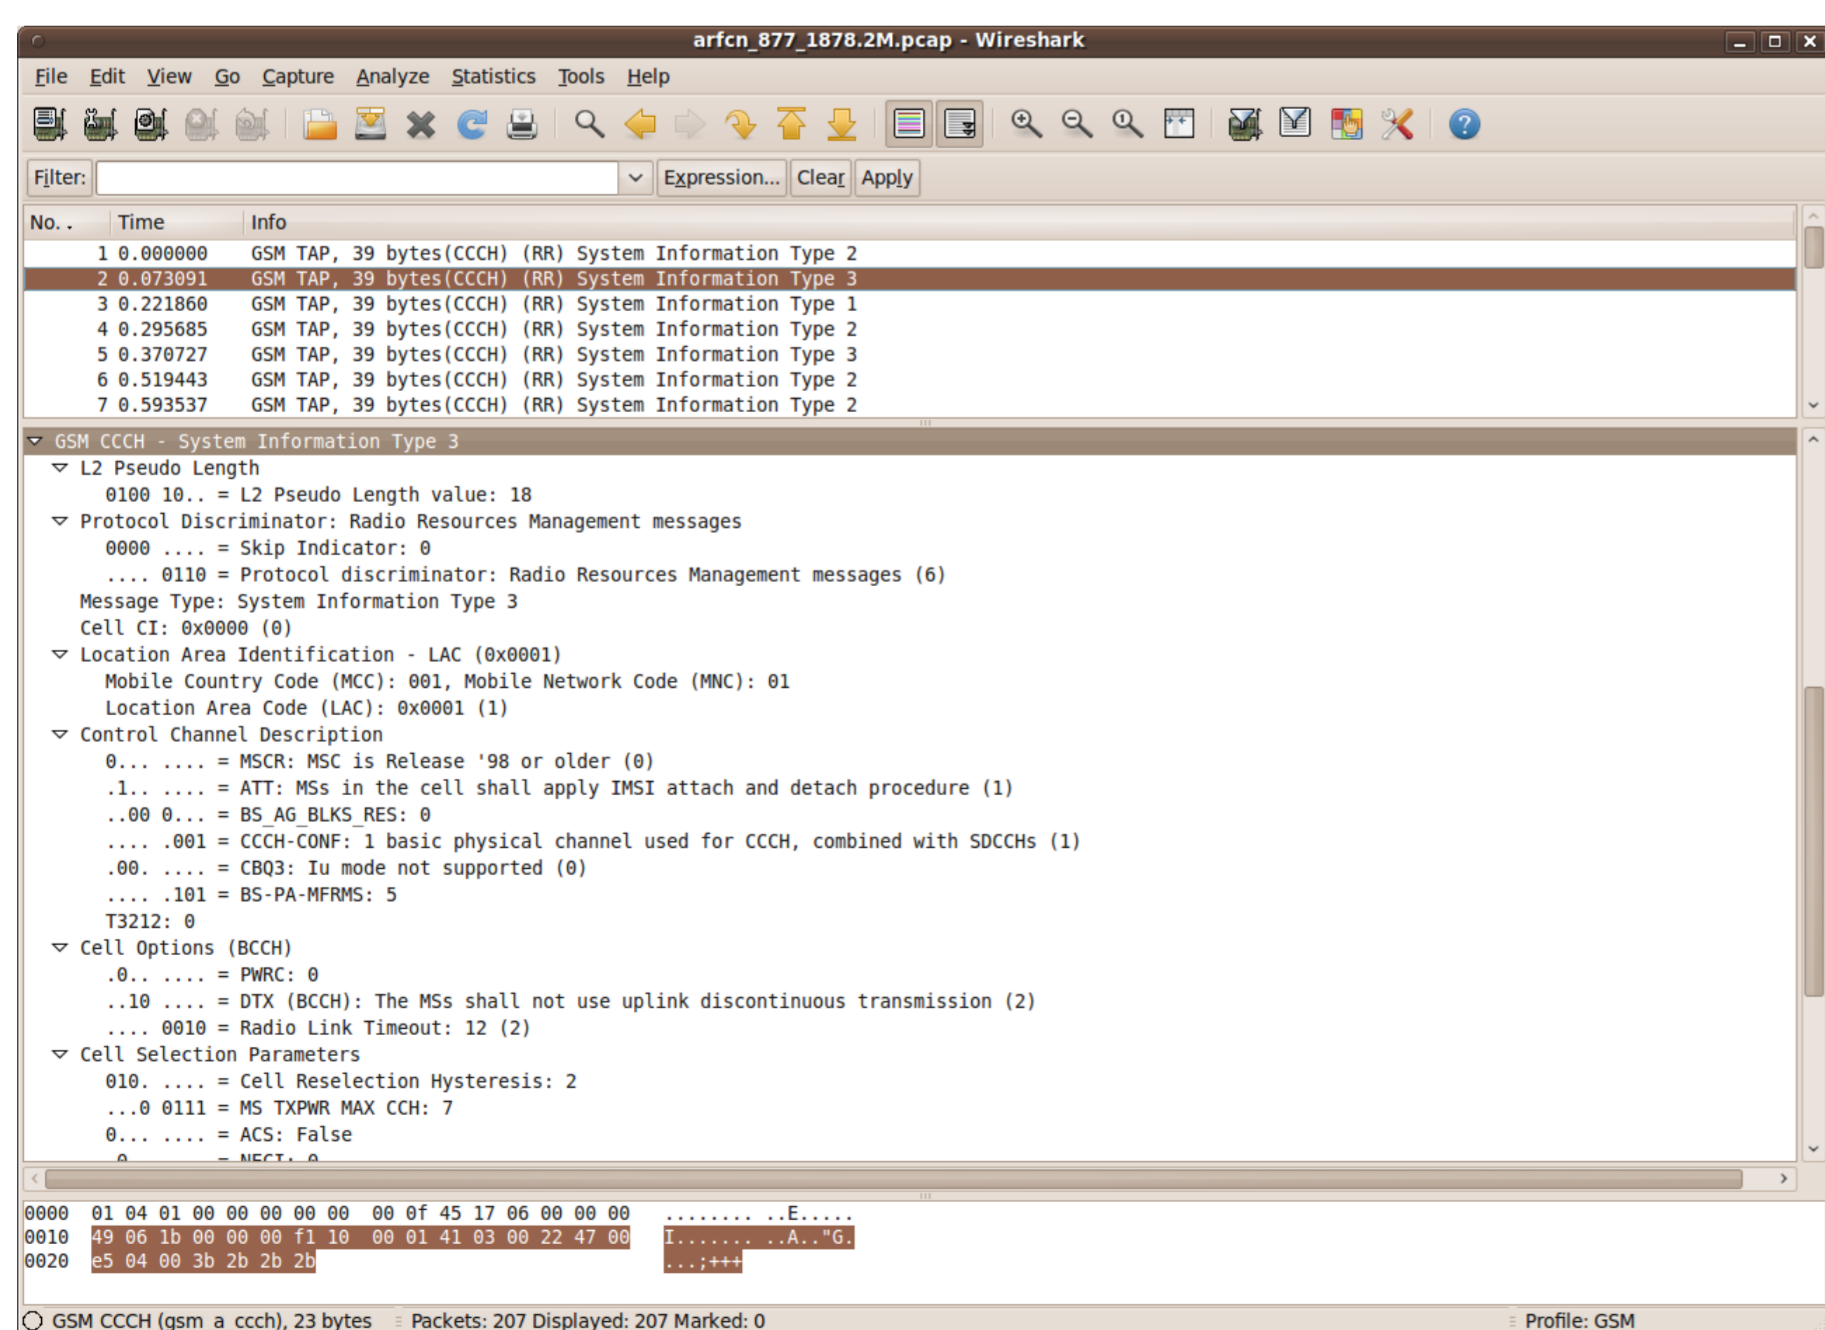 arfcn_877_1878.2M.pcap - Wireshark
File Edit View Go Capture Analyze Statistics Tools Help
Filter: Expression... Clear Apply
No. . Time Info
1 0.000000 GSM TAP, 39 bytes(CCCH) (RR) System Information Type 2
2 0.073091 GSM TAP, 39 bytes(CCCH) (RR) System Information Type 3
3 0.221860 GSM TAP, 39 bytes(CCCH) (RR) System Information Type 1
4 0.295685 GSM TAP, 39 bytes(CCCH) (RR) System Information Type 2
5 0.370727 GSM TAP, 39 bytes(CCCH) (RR) System Information Type 3
6 0.519443 GSM TAP, 39 bytes(CCCH) (RR) System Information Type 2
7 0.593537 GSM TAP, 39 bytes(CCCH) (RR) System Information Type 2
GSM CCCH - System Information Type 3
L2 Pseudo Length
0100 10.. = L2 Pseudo Length value: 18
Protocol Discriminator: Radio Resources Management messages
0000 .... = Skip Indicator: 0
.... 0110 = Protocol discriminator: Radio Resources Management messages (6)
Message Type: System Information Type 3
Cell CI: 0x0000 (0)
Location Area Identification - LAC (0x0001)
Mobile Country Code (MCC): 001, Mobile Network Code (MNC): 01
Location Area Code (LAC): 0x0001 (1)
Control Channel Description
0... .... = MSCR: MSC is Release '98 or older (0)
.1.. .... = ATT: MSs in the cell shall apply IMSI attach and detach procedure (1)
..00 0... = BS_AG_BLKS_RES: 0
.... .001 = CCCH-CONF: 1 basic physical channel used for CCCH, combined with SDCCHs (1)
.00. .... = CBQ3: Iu mode not supported (0)
.... .101 = BS-PA-MFRMS: 5
T3212: 0
Cell Options (BCCH)
.0.. .... = PWRC: 0
..10 .... = DTX (BCCH): The MSs shall not use uplink discontinuous transmission (2)
.... 0010 = Radio Link Timeout: 12 (2)
Cell Selection Parameters
010. .... = Cell Reselection Hysteresis: 2
...0 0111 = MS TXPWR MAX CCH: 7
0... .... = ACS: False
.0.. .... = NECI: 0
0000 01 04 01 00 00 00 00 00 00 0f 45 17 06 00 00 00 ........ ..E.....
0010 49 06 1b 00 00 00 f1 10 00 01 41 03 00 22 47 00 I....... ..A.."G.
0020 e5 04 00 3b 2b 2b 2b 2b ...;+++
GSM CCCH (gsm_a_ccch), 23 bytes Packets: 207 Displayed: 207 Marked: 0 Profile: GSM